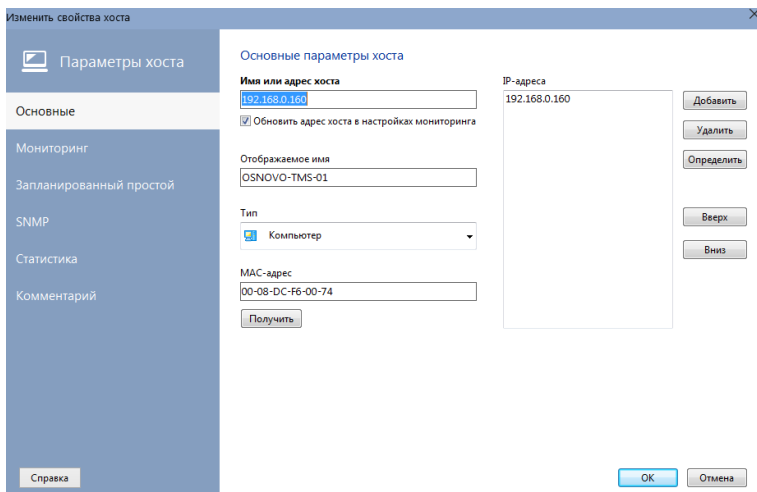 Изменить свойства хоста
Параметры хоста
Основные
Мониторинг
Запланированный простой
SNMP
Статистика
Комментарий
Справка
Основные параметры хоста
Имя или адрес хоста
192.168.0.160
Обновить адрес хоста в настройках мониторинга
Отображаемое имя
OSNOVO-TMS-01
Тип
Компьютер
MAC-адрес
00-08-DC-F6-00-74
Получить
IP-адреса
192.168.0.160
Добавить
Удалить
Определить
Вверх
Вниз
OK
Отмена